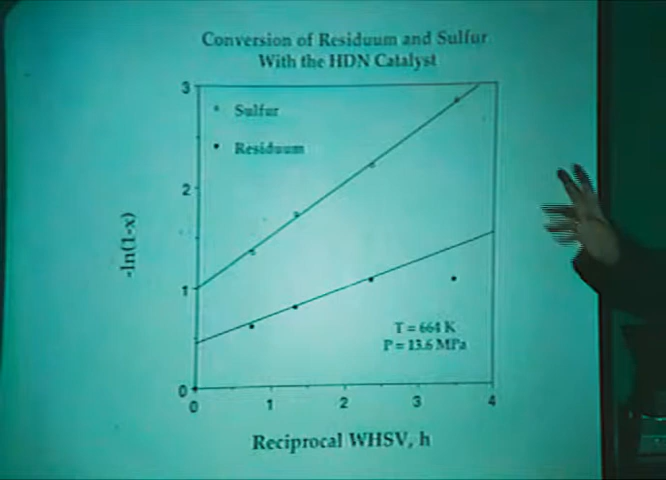 Conversion of Residuum and Sulfur
With the HDN Catalyst
3
Sulfur
Residuum
2
-ln(1-x)
1
T = 664 K
P = 13.6 MPa
0
0 1 2 3 4
Reciprocal WHSV, h